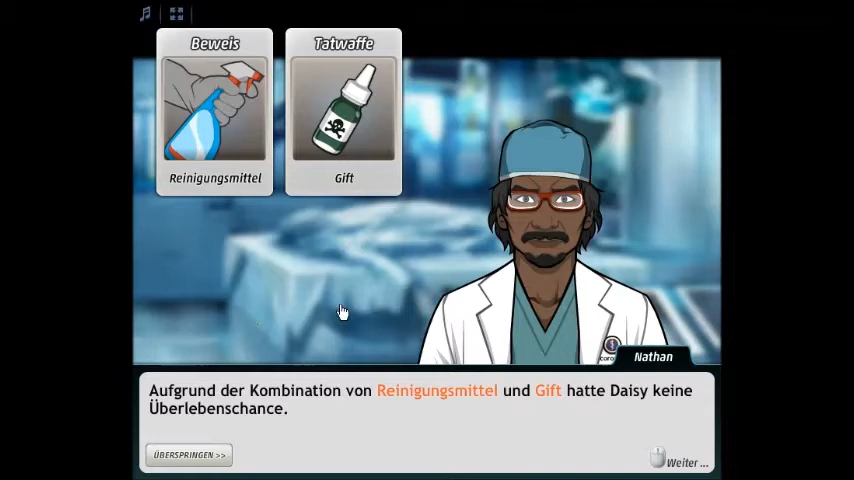 Beweis
Tatwaffe
Reinigungsmittel
Gift
Nathan
Aufgrund der Kombination von Reinigungsmittel und Gift hatte Daisy keine
Überlebenschance.
ÜBERSPRINGEN >>
Weiter ...